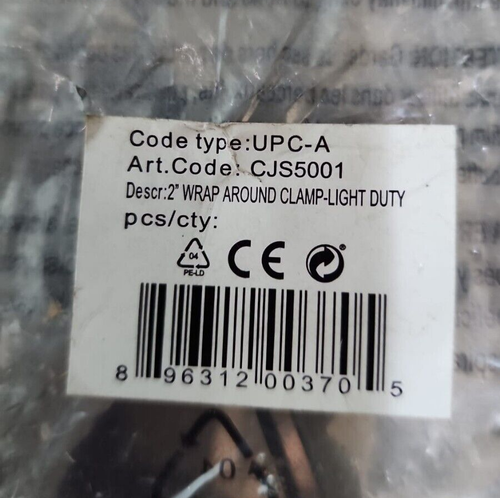 Code type:UPC-A
Art.Code: CJS5001
Descr:2" WRAP AROUND CLAMP-LIGHT DUTY
pcs/cty:
04
PE-LD
CE
8 96312 00370 5